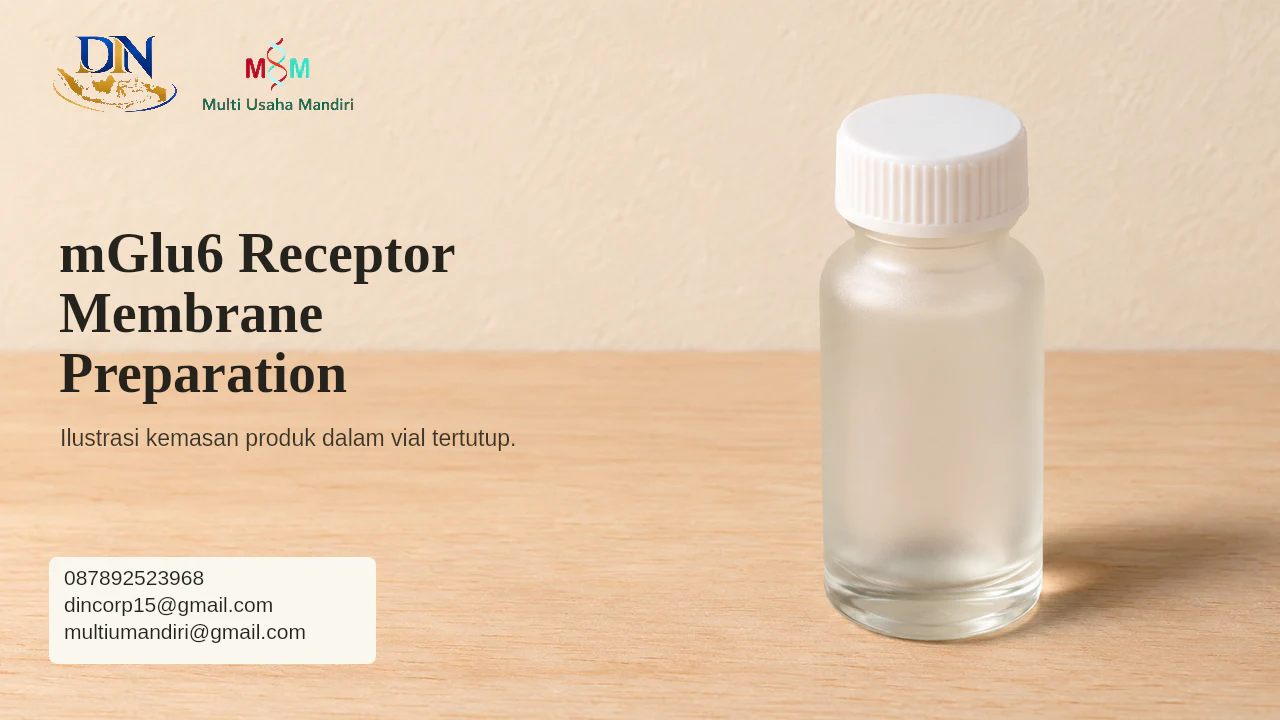 DN
M M
Multi Usaha Mandiri
mGlu6 Receptor
Membrane
Preparation
Ilustrasi kemasan produk dalam vial tertutup.
087892523968
dincorp15@gmail.com
multiumandiri@gmail.com